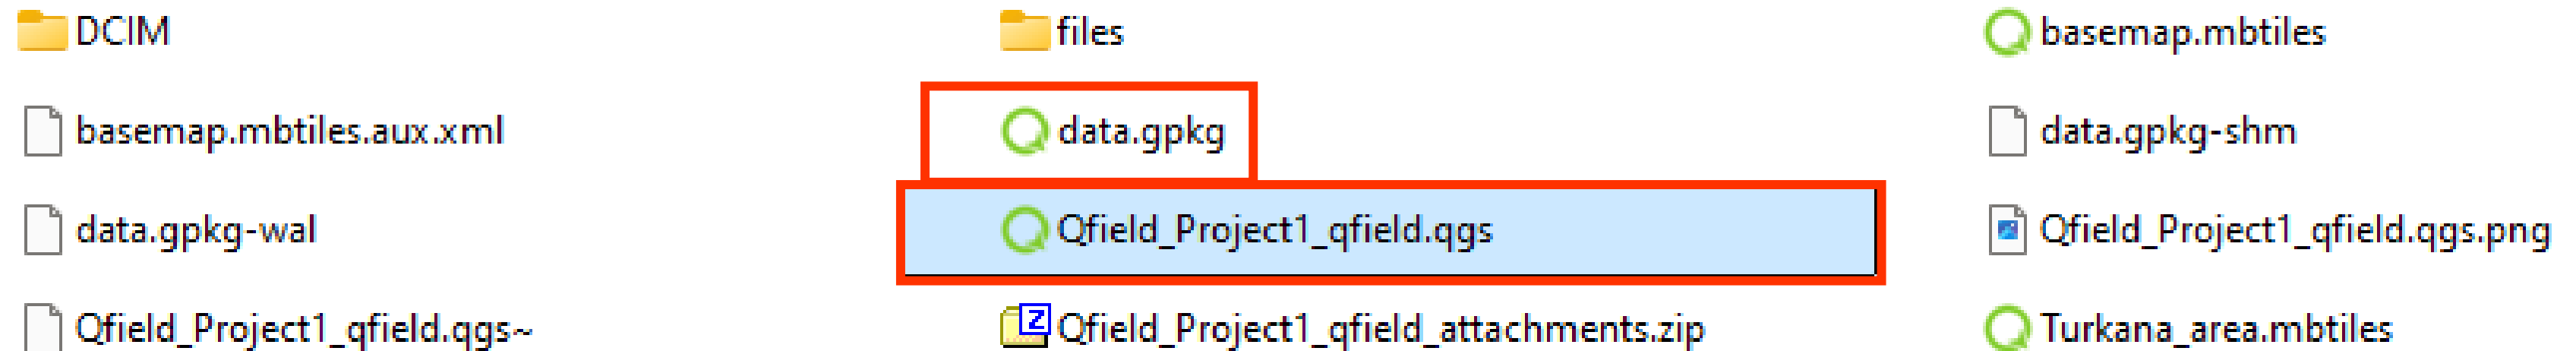 DCIM files basemap.mbtiles
basemap.mbtiles.aux.xml data.gpkg data.gpkg-shm
data.gpkg-wal Qfield_Project1_qfield.qgs Qfield_Project1_qfield.qgs.png
Qfield_Project1_qfield.qgs~ Qfield_Project1_qfield_attachments.zip Turkana_area.mbtiles